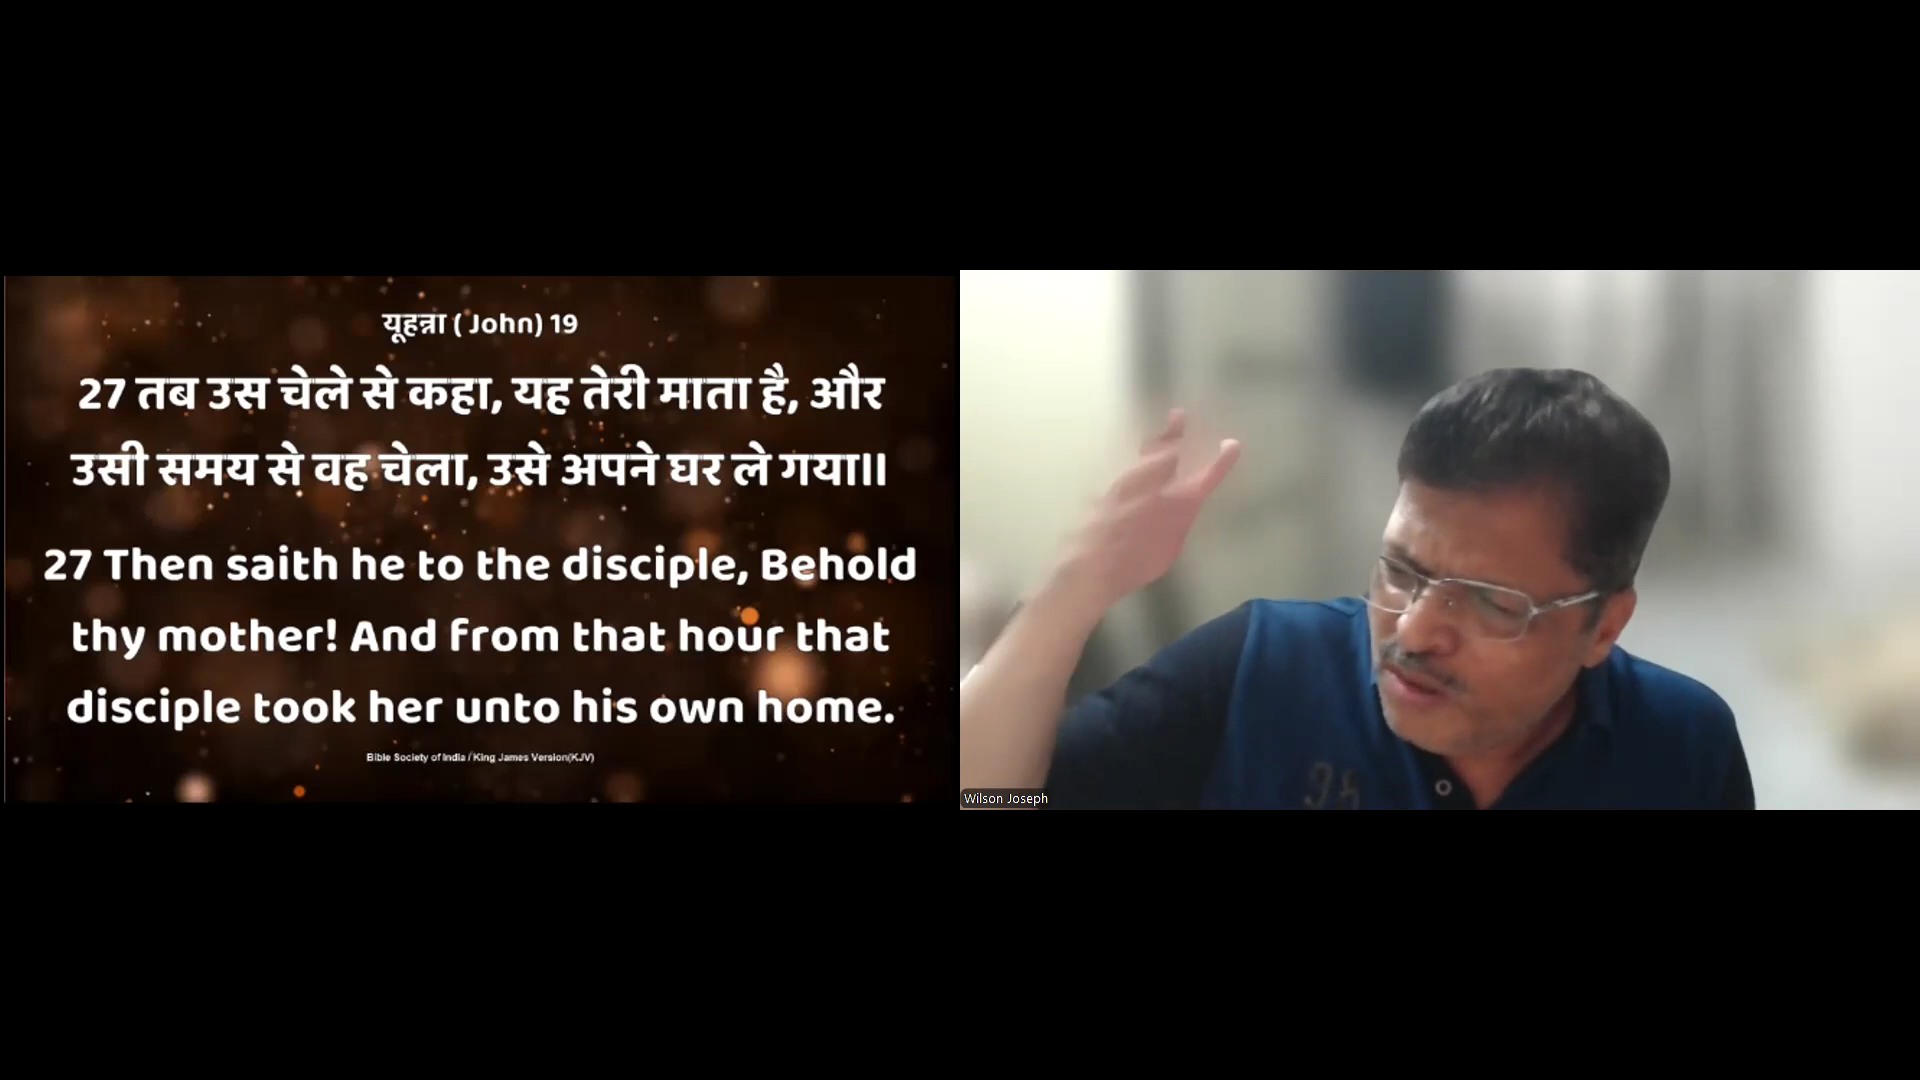 यूहन्ना ( John) 19
27 तब उस चेले से कहा, यह तेरी माता है, और
उसी समय से वह चेला, उसे अपने घर ले गया।।
27 Then saith he to the disciple, Behold
thy mother! And from that hour that
disciple took her unto his own home.
Bible Society of India / King James Version(KJV)
Wilson Joseph